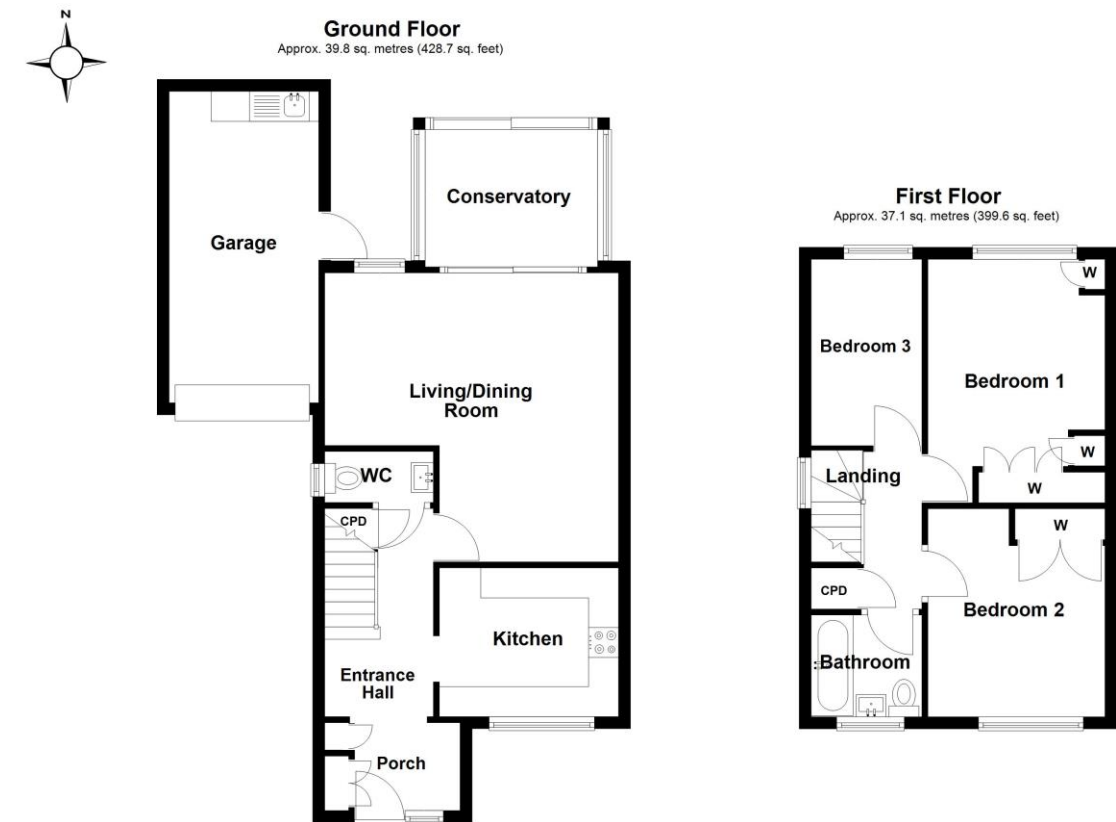 N
Ground Floor
Approx. 39.8 sq. metres (428.7 sq. feet)
Conservatory
Garage
Living/Dining
Room
WC
CPD
Kitchen
Entrance
Hall
Porch
First Floor
Approx. 37.1 sq. metres (399.6 sq. feet)
W
Bedroom 3
Bedroom 1
W
Landing
W
W
CPD
Bedroom 2
Bathroom